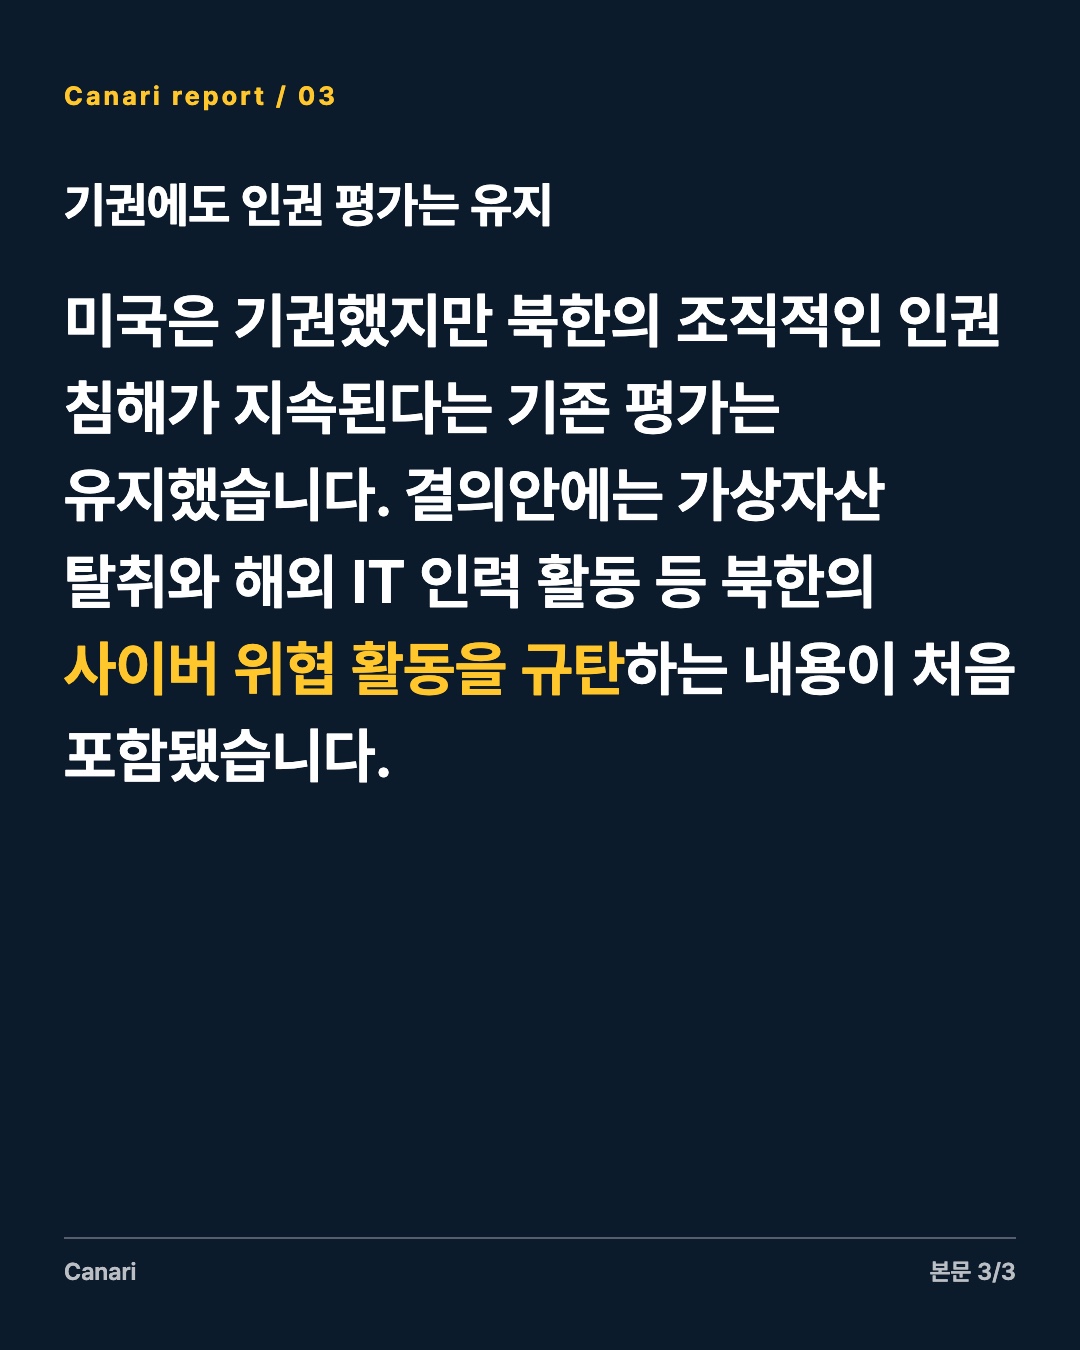 Canari report / 03
기권에도 인권 평가는 유지
미국은 기권했지만 북한의 조직적인 인권
침해가 지속된다는 기존 평가는
유지했습니다. 결의안에는 가상자산
탈취와 해외 IT 인력 활동 등 북한의
사이버 위협 활동을 규탄하는 내용이 처음
포함됐습니다.
Canari
본문 3/3